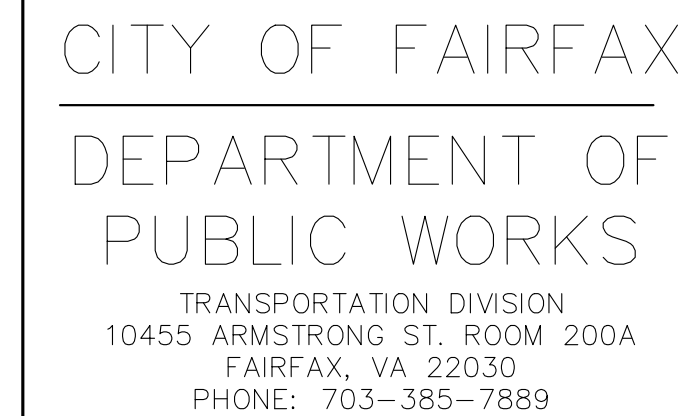 CITY OF FAIRFAX
DEPARTMENT OF
PUBLIC WORKS
TRANSPORTATION DIVISION
10455 ARMSTRONG ST. ROOM 200A
FAIRFAX, VA 22030
PHONE: 703-385-7889